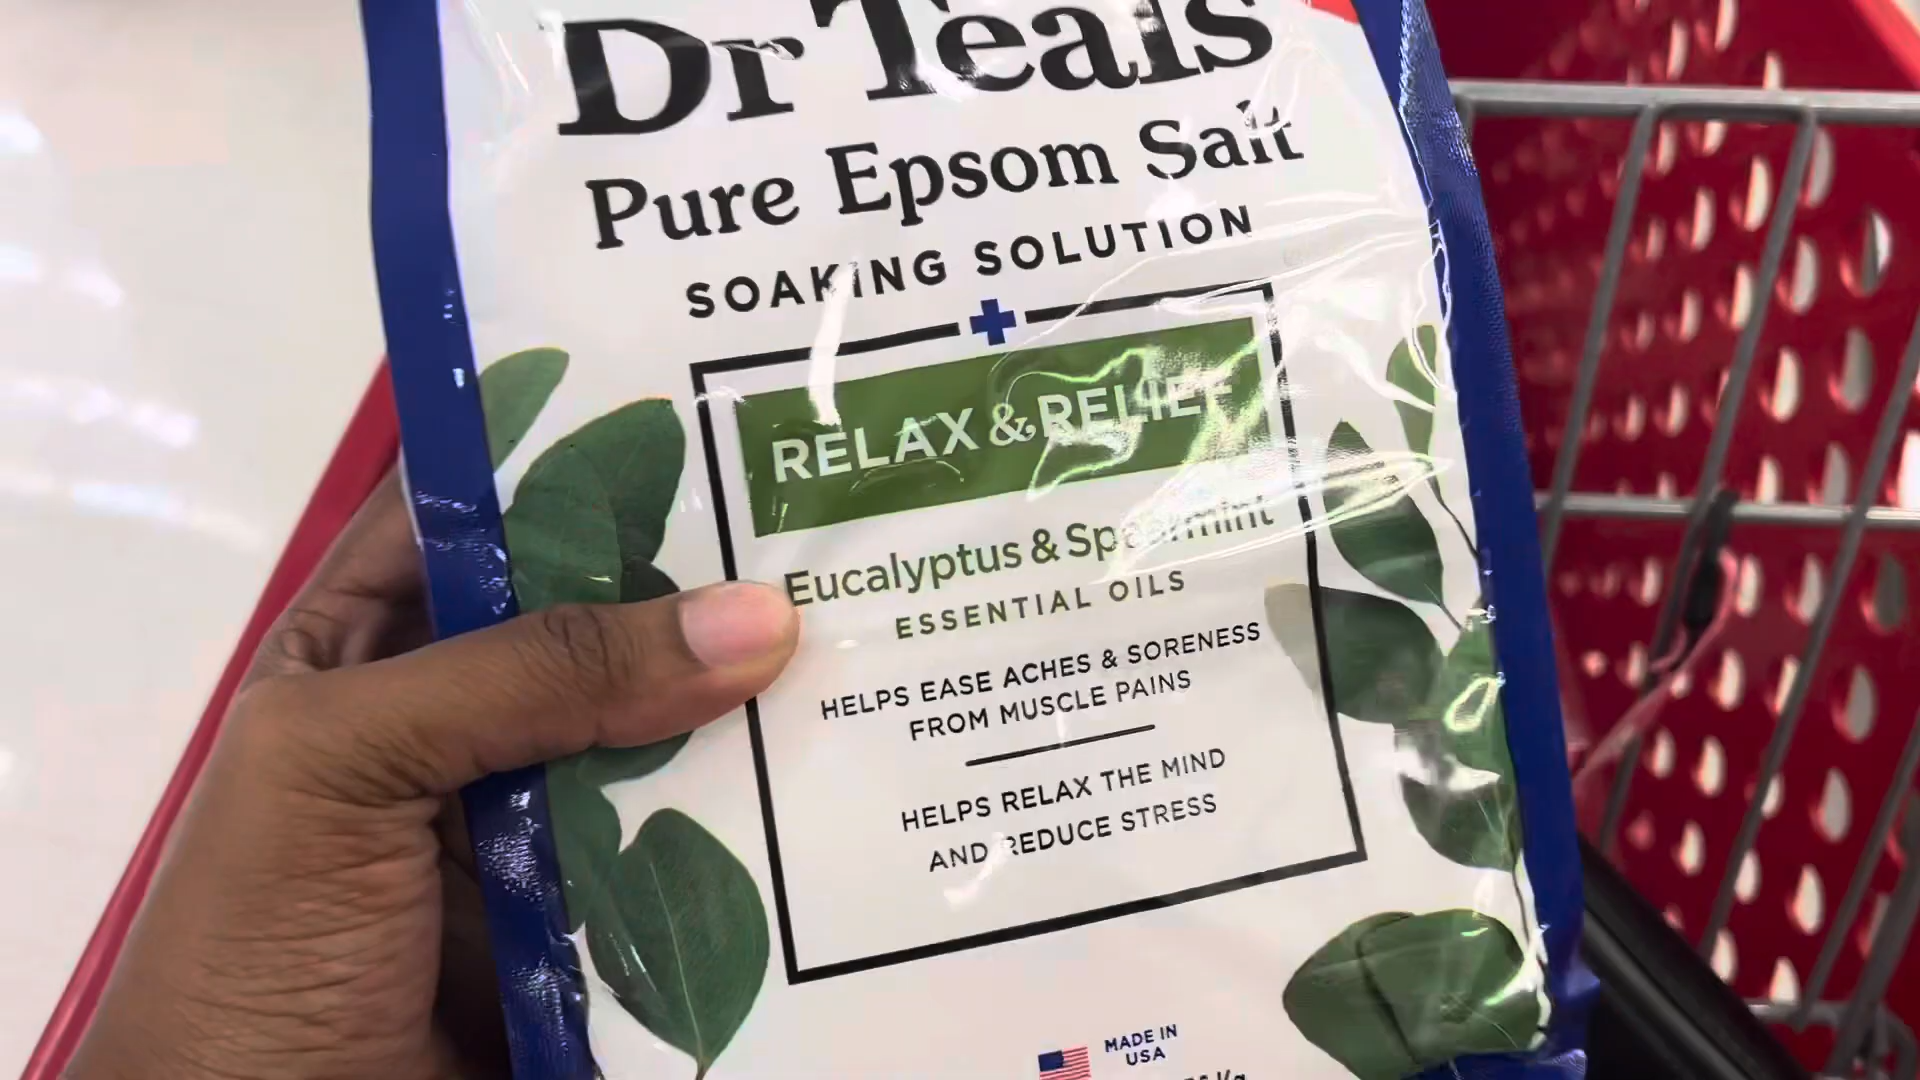 Dr Teals
Pure Epsom Salt
SOAKING SOLUTION
RELAX & RELIEF
Eucalyptus & Spearmint
ESSENTIAL OILS
HELPS EASE ACHES & SORENESS
FROM MUSCLE PAINS
HELPS RELAX THE MIND
AND REDUCE STRESS
MADE IN
USA